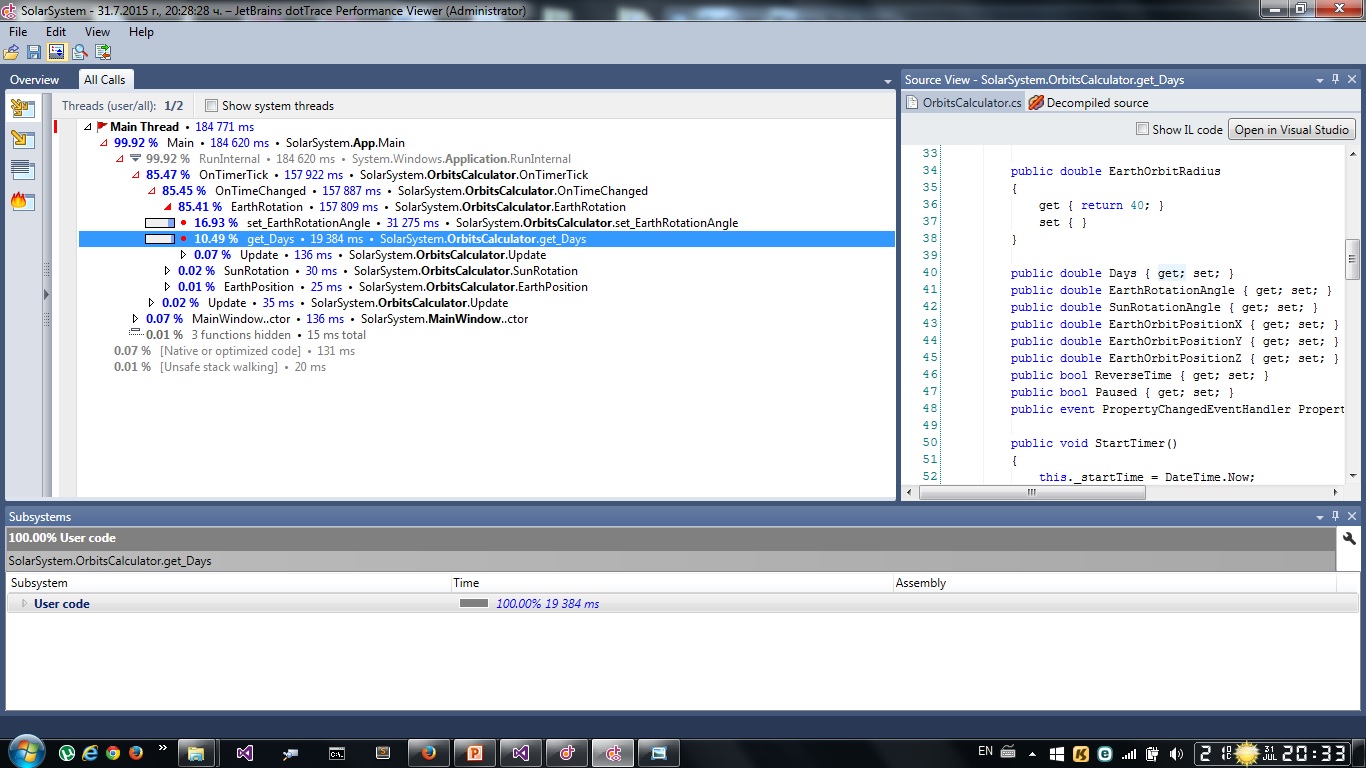 SolarSystem - 31.7.2015 г., 20:28:28 ч. – JetBrains dotTrace Performance Viewer (Administrator)
File Edit View Help
Overview All Calls
Threads (user/all): 1/2 Show system threads
Main Thread • 184 771 ms
99.92 % Main • 184 620 ms • SolarSystem.App.Main
99.92 % RunInternal • 184 620 ms • System.Windows.Application.RunInternal
85.47 % OnTimerTick • 157 922 ms • SolarSystem.OrbitsCalculator.OnTimerTick
85.45 % OnTimeChanged • 157 887 ms • SolarSystem.OrbitsCalculator.OnTimeChanged
85.41 % EarthRotation • 157 809 ms • SolarSystem.OrbitsCalculator.EarthRotation
16.93 % set_EarthRotationAngle • 31 275 ms • SolarSystem.OrbitsCalculator.set_EarthRotationAngle
10.49 % get_Days • 19 384 ms • SolarSystem.OrbitsCalculator.get_Days
0.07 % Update • 136 ms • SolarSystem.OrbitsCalculator.Update
0.02 % SunRotation • 30 ms • SolarSystem.OrbitsCalculator.SunRotation
0.01 % EarthPosition • 25 ms • SolarSystem.OrbitsCalculator.EarthPosition
0.02 % Update • 35 ms • SolarSystem.OrbitsCalculator.Update
0.07 % MainWindow..ctor • 136 ms • SolarSystem.MainWindow..ctor
0.01 % 3 functions hidden • 15 ms total
0.07 % [Native or optimized code] • 131 ms
0.01 % [Unsafe stack walking] • 20 ms
Source View - SolarSystem.OrbitsCalculator.get_Days
OrbitsCalculator.cs Decompiled source
Show IL code Open in Visual Studio
33
34 public double EarthOrbitRadius
35 {
36 get { return 40; }
37 set { }
38 }
39
40 public double Days { get; set; }
41 public double EarthRotationAngle { get; set; }
42 public double SunRotationAngle { get; set; }
43 public double EarthOrbitPositionX { get; set; }
44 public double EarthOrbitPositionY { get; set; }
45 public double EarthOrbitPositionZ { get; set; }
46 public bool ReverseTime { get; set; }
47 public bool Paused { get; set; }
48 public event PropertyChangedEventHandler Propert
49
50 public void StartTimer()
51 {
52 this._startTime = DateTime.Now;
Subsystems
100.00% User code
SolarSystem.OrbitsCalculator.get_Days
Subsystem Time Assembly
User code 100.00% 19 384 ms
EN 31 JUL 20:33